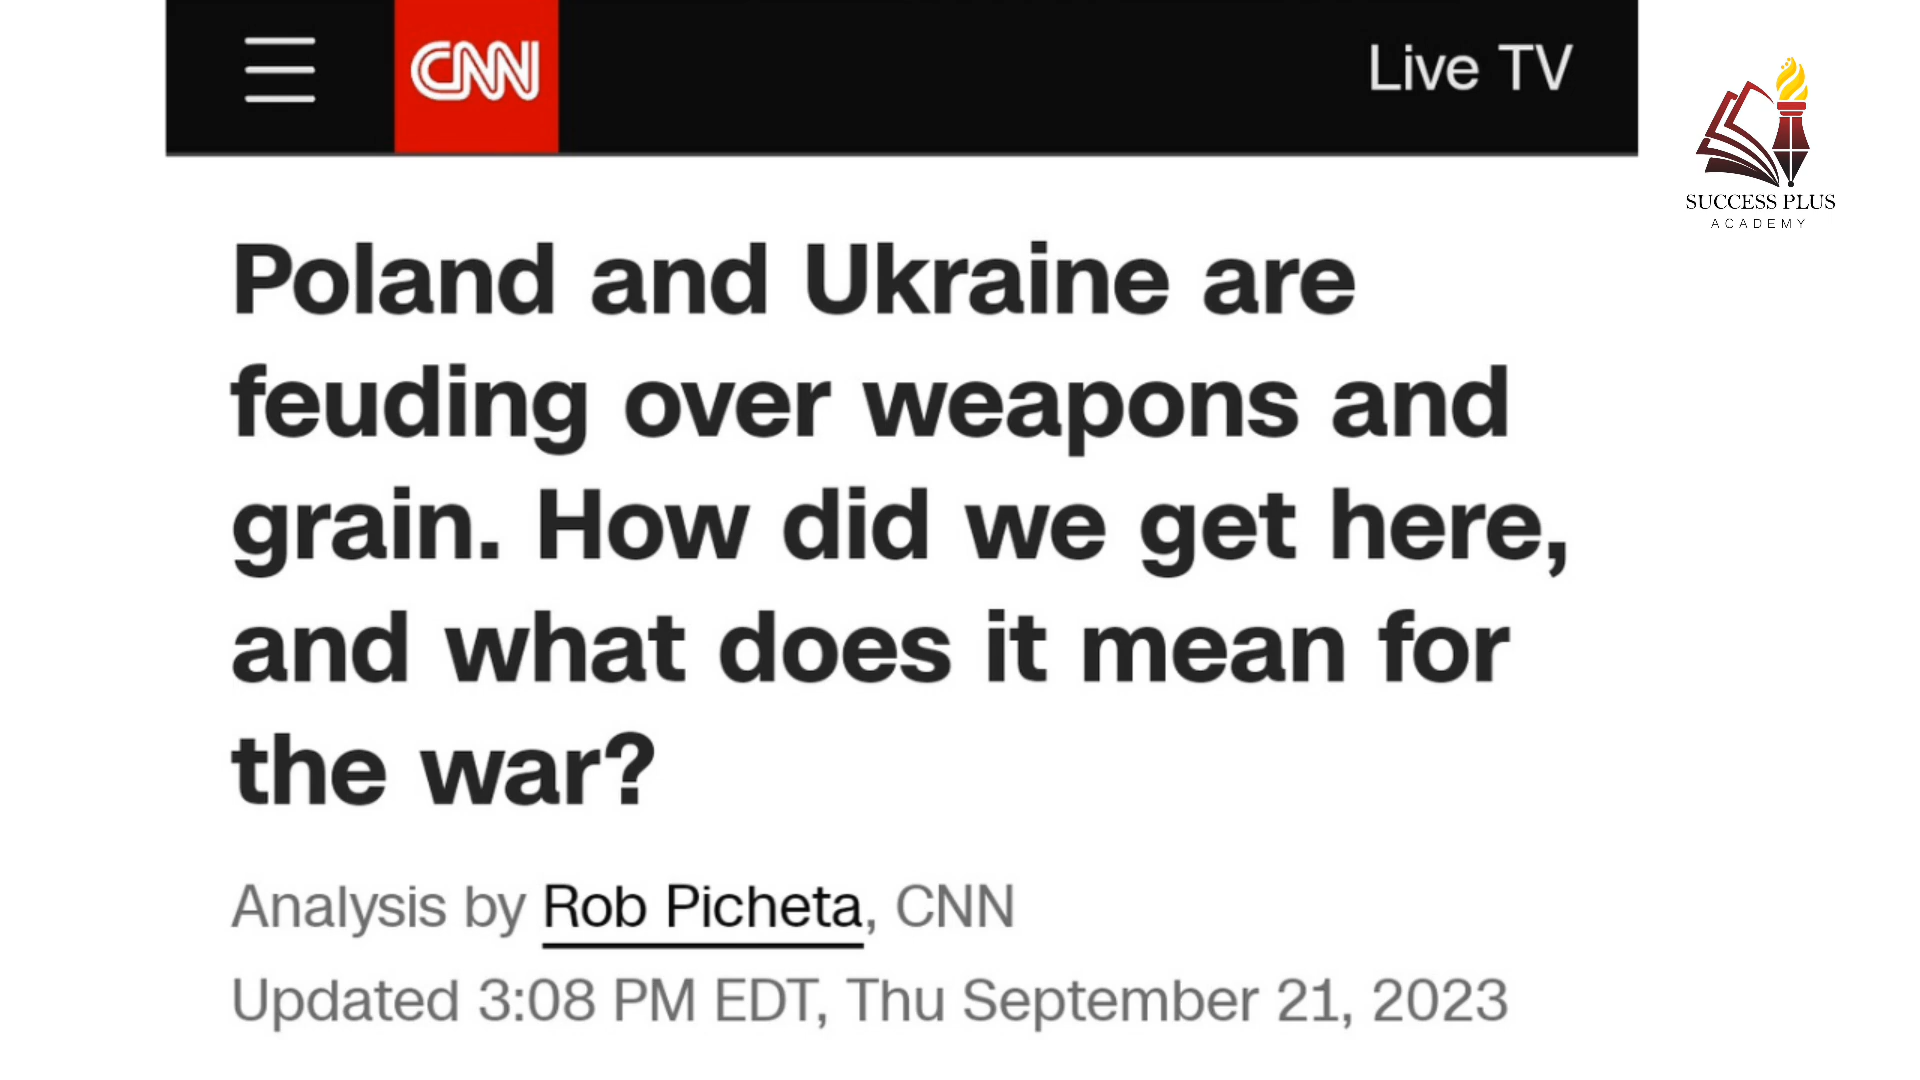 CNN
Live TV
SUCCESS PLUS
ACADEMY
Poland and Ukraine are
feuding over weapons and
grain. How did we get here,
and what does it mean for
the war?
Analysis by Rob Picheta, CNN
Updated 3:08 PM EDT, Thu September 21, 2023